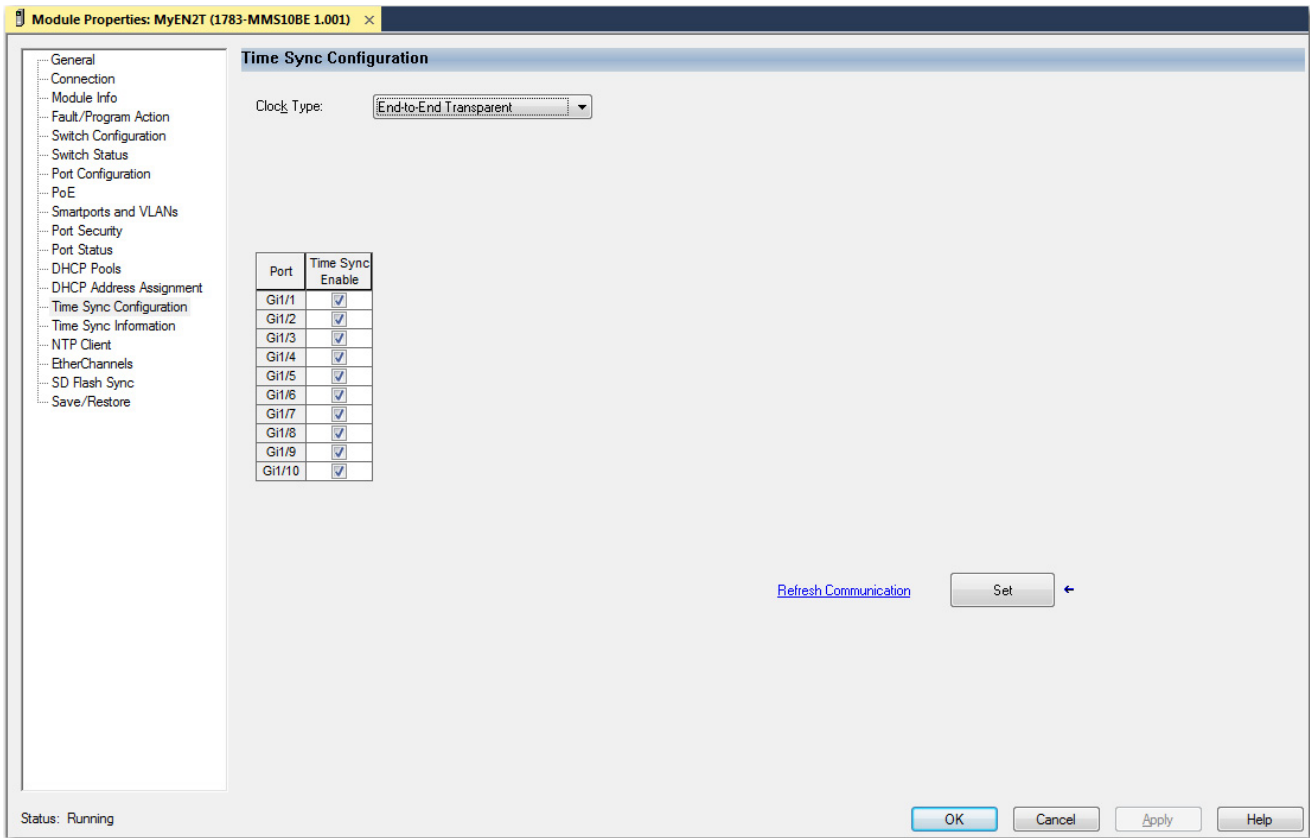 Module Properties: MyEN2T (1783-MMS10BE 1.001) ×
General
Connection
Module Info
Fault/Program Action
Switch Configuration
Switch Status
Port Configuration
PoE
Smartports and VLANs
Port Security
Port Status
DHCP Pools
DHCP Address Assignment
Time Sync Configuration
Time Sync Information
NTP Client
EtherChannels
SD Flash Sync
Save/Restore
Time Sync Configuration
Clock Type: End-to-End Transparent
Port Time Sync Enable
Gi1/1
Gi1/2
Gi1/3
Gi1/4
Gi1/5
Gi1/6
Gi1/7
Gi1/8
Gi1/9
Gi1/10
Refresh Communication Set ←
Status: Running
OK Cancel Apply Help